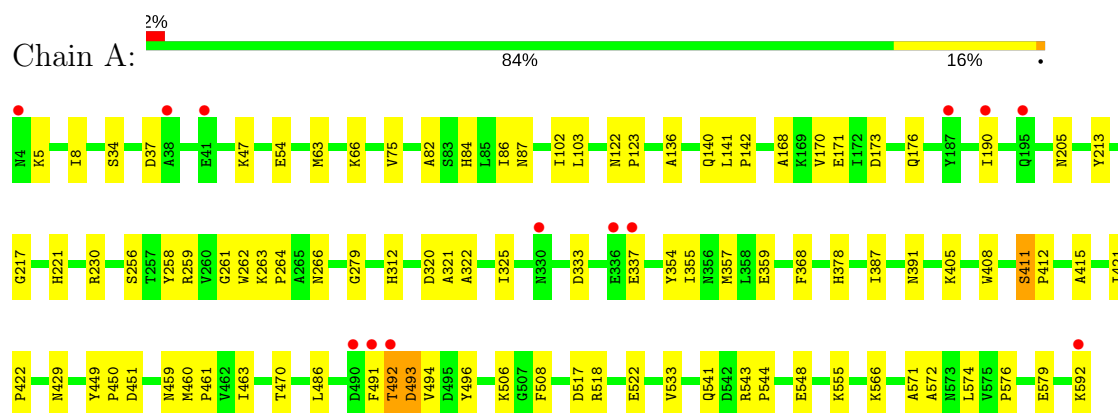 2%
Chain A:
84% 16% •
N4 K5 I8 S34 D37 A38 E41 K47 E54 M63 K66 V75 A82 S83 H84 L85 I86 N87 I102 L103 N122 P123 A136 Q140 L141 P142 A168 K169 V170 E171 I172 D173 Q176 Y187 I190 Q195 N205 Y213
G217 H221 R230 S256 T257 Y258 R259 V260 G261 W262 K263 P264 A265 N266 G279 H312 D320 A321 A322 I325 N330 D333 E336 E337 Y354 I355 N356 M357 L358 E359 F368 H378 I387 N391 K405 W408 S411 P412 A415 I421
P422 N429 Y449 P450 D451 N459 M460 P461 V462 I463 T470 L486 D490 F491 T492 D493 V494 D495 Y496 K506 G507 F508 D517 R518 E522 V533 Q541 D542 R543 P544 E548 K555 K566 A571 A572 N573 L574 V575 P576 E579 K592